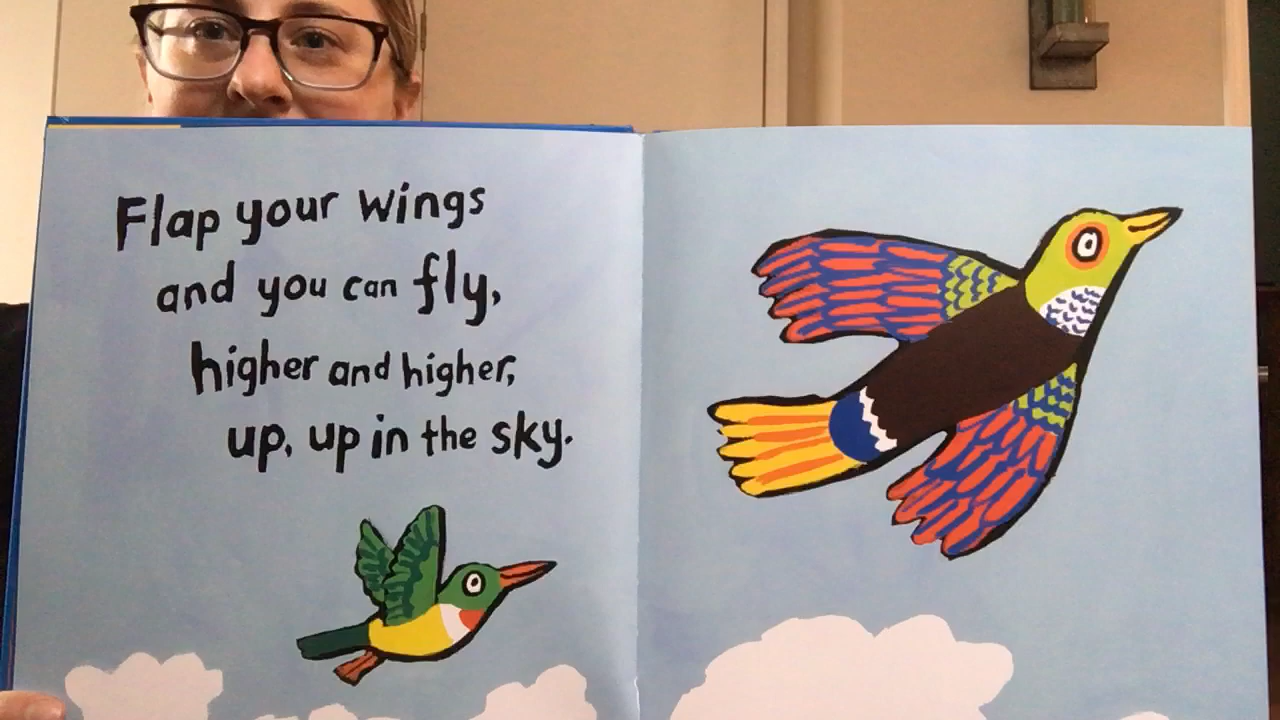 Flap your wings
and you can fly,
higher and higher,
up, up in the sky.